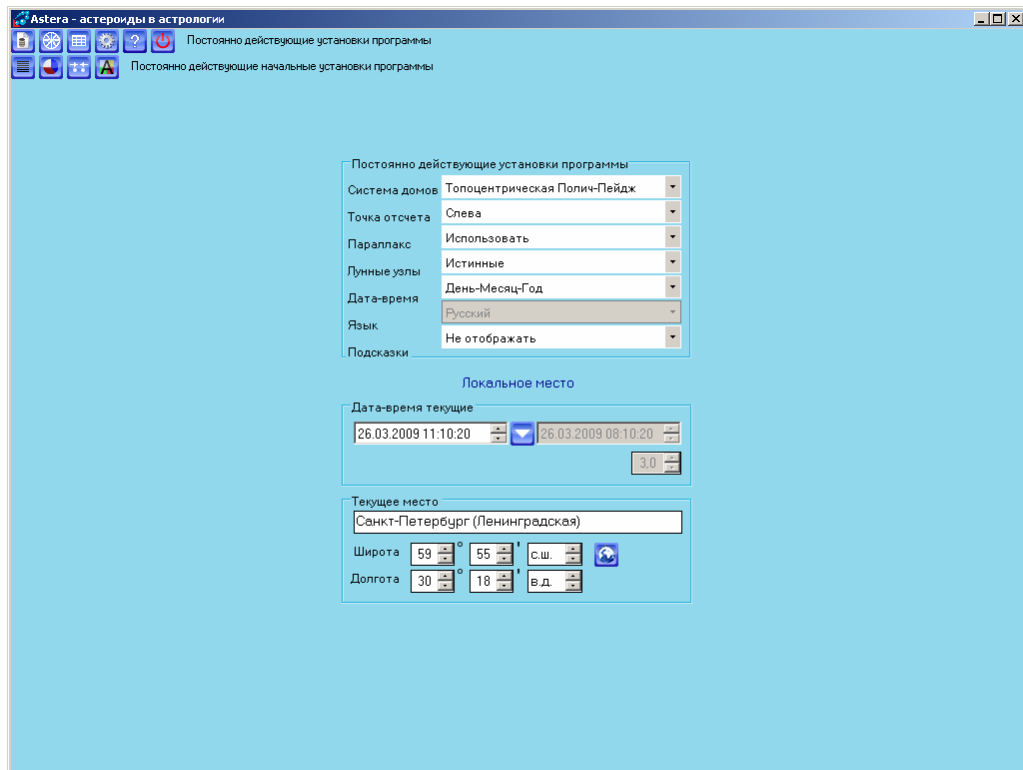 Astera - астероиды в астрологии
? Постоянно действующие установки программы
A Постоянно действующие начальные установки программы
Постоянно действующие установки программы
Система домов Топоцентрическая Полич-Пейдж
Точка отсчета Слева
Параллакс Использовать
Лунные узлы Истинные
Дата-время День-Месяц-Год
Язык Русский
Подсказки Не отображать
Локальное место
Дата-время текущие
26.03.2009 11:10:20 26.03.2009 08:10:20
3,0
Текущее место
Санкт-Петербург (Ленинградская)
Широта 59 ° 55 ' с.ш.
Долгота 30 ° 18 ' в.д.